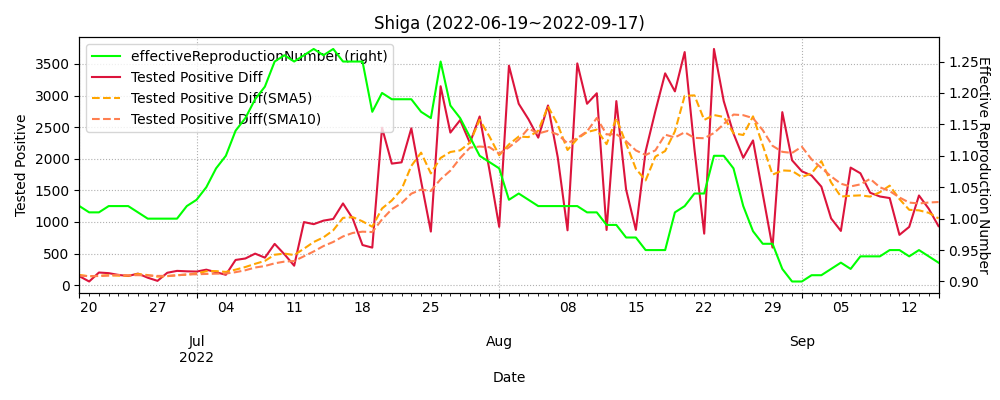 Shiga (2022-06-19~2022-09-17)
effectiveReproductionNumber (right)
Tested Positive Diff
Tested Positive Diff(SMA5)
Tested Positive Diff(SMA10)
Tested Positive
3500
3000
2500
2000
1500
1000
500
0
Effective Reproduction Number
1.25
1.20
1.15
1.10
1.05
1.00
0.95
0.90
20 27 04 11 18 25 08 15 22 29 05 12
Jul Aug Sep
2022
Date